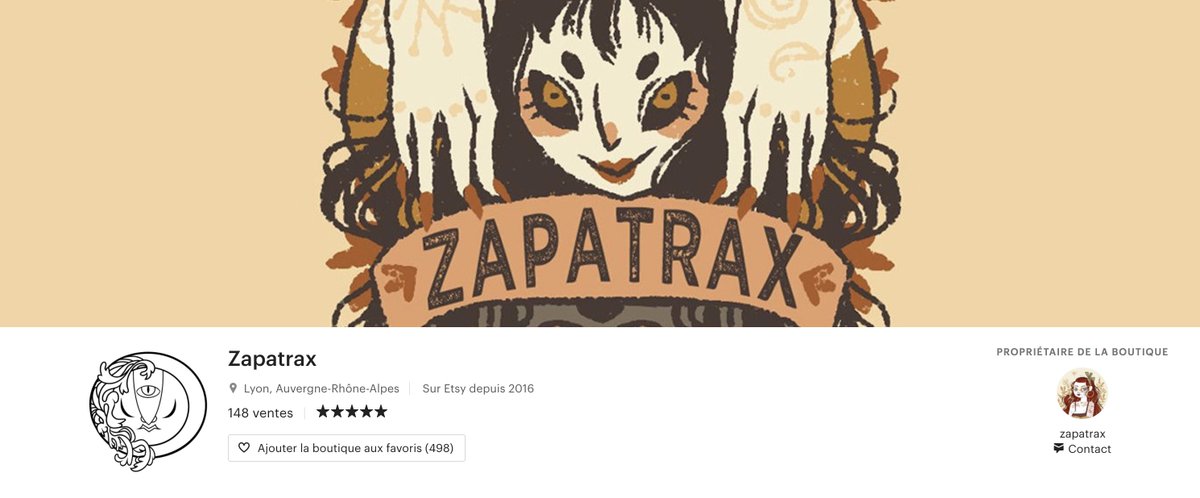 ZAPATRAX
Zapatrax
Lyon, Auvergne-Rhône-Alpes
Sur Etsy depuis 2016
148 ventes
Ajouter la boutique aux favoris (498)
PROPRIÉTAIRE DE LA BOUTIQUE
zapatrax
Contact